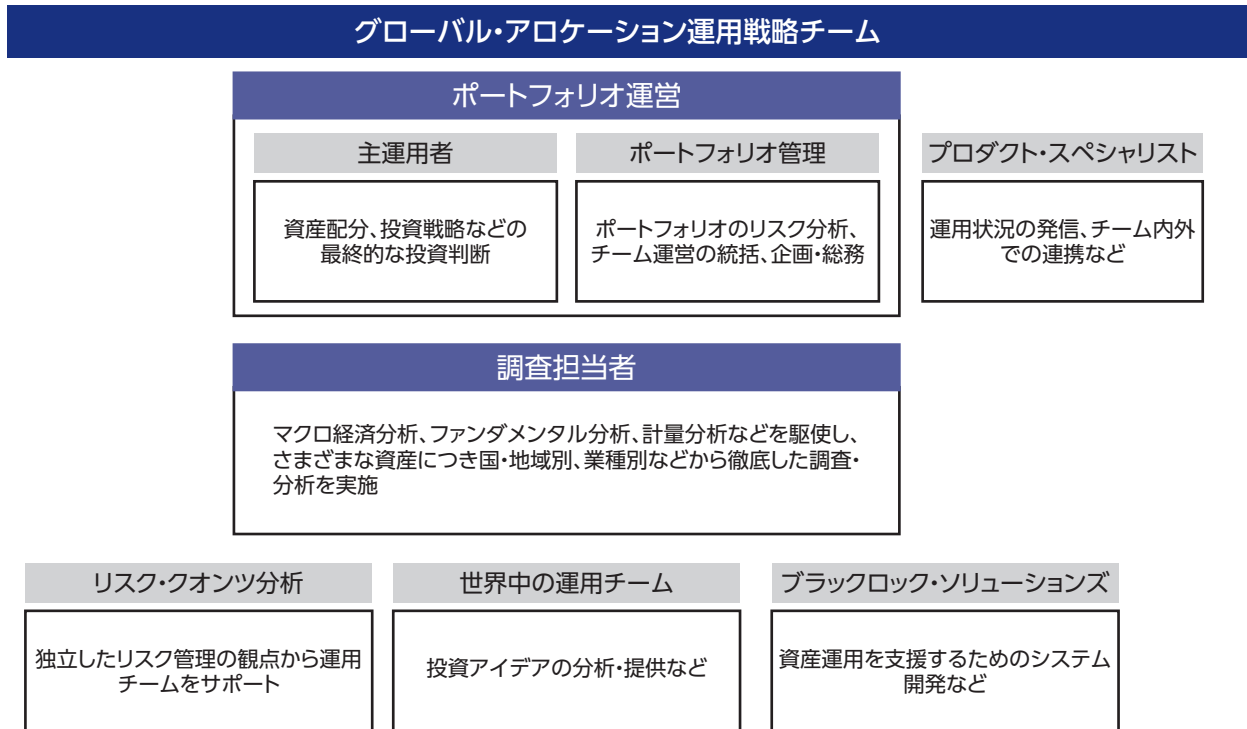 グローバル・アロケーション運用戦略チーム
ポートフォリオ運営
主運用者
資産配分、投資戦略などの
最終的な投資判断
ポートフォリオ管理
ポートフォリオのリスク分析、
チーム運営の統括、企画・総務
プロダクト・スペシャリスト
運用状況の発信、チーム内外
での連携など
調査担当者
マクロ経済分析、ファンダメンタル分析、計量分析などを駆使し、
さまざまな資産につき国・地域別、業種別などから徹底した調査・
分析を実施
リスク・クオンツ分析
独立したリスク管理の観点から運用
チームをサポート
世界中の運用チーム
投資アイデアの分析・提供など
ブラックロック・ソリューションズ
資産運用を支援するためのシステム
開発など